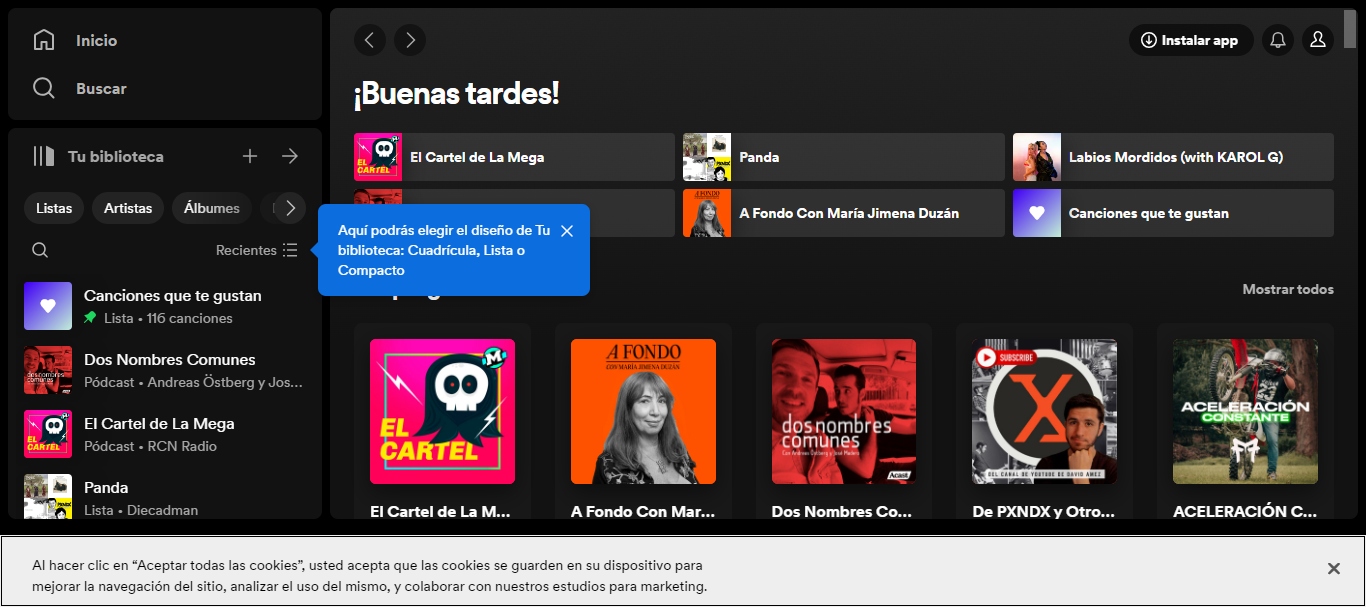 Inicio
Buscar
Tu biblioteca
Listas
Artistas
Álbumes
Recientes
Canciones que te gustan
Lista • 116 canciones
Dos Nombres Comunes
Pódcast • Andreas Östberg y Jos...
El Cartel de La Mega
Pódcast • RCN Radio
Panda
Lista • Diecadman
Instalar app
¡Buenas tardes!
El Cartel de La Mega
Panda
Labios Mordidos (with KAROL G)
A Fondo Con María Jimena Duzán
Canciones que te gustan
Aquí podrás elegir el diseño de Tu
biblioteca: Cuadrícula, Lista o
Compacto
Mostrar todos
EL
CARTEL
A FONDO
CON MARÍA JIMENA DUZÁN
dos nombres
comunes
Con Andreas Östberg y José Madero
Acast
SUBSCRIBE
DEL CANAL DE YOUTUBE DE DAVID AMEZ
ACELERACIÓN
CONSTANTE
El Cartel de La M...
A Fondo Con Mar...
Dos Nombres Co...
De PXNDX y Otro...
ACELERACIÓN C...
Al hacer clic en “Aceptar todas las cookies”, usted acepta que las cookies se guarden en su dispositivo para
mejorar la navegación del sitio, analizar el uso del mismo, y colaborar con nuestros estudios para marketing.